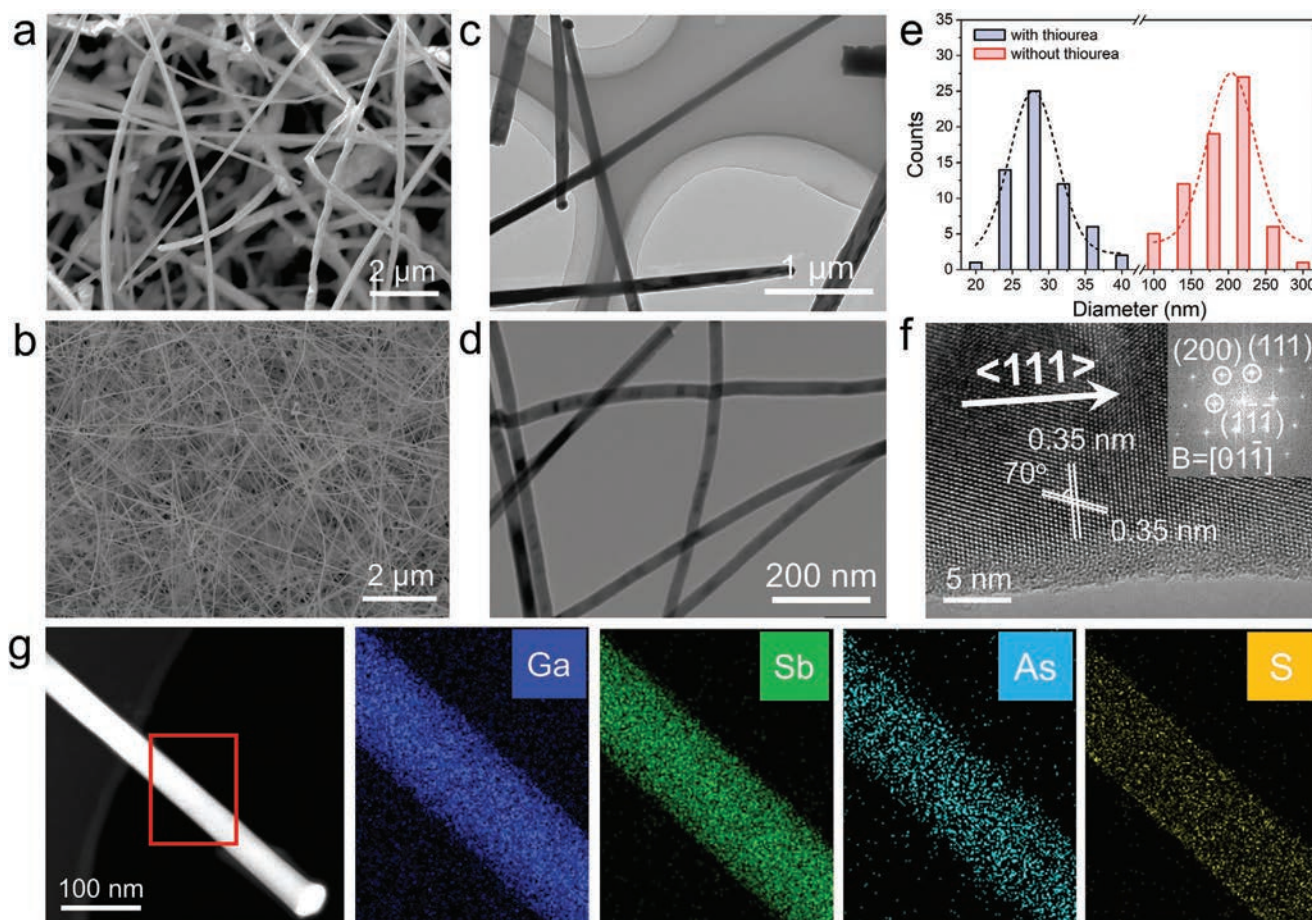 a
2 µm
b
2 µm
c
1 µm
d
200 nm
e
with thiourea
without thiourea
35
30
25
20
15
10
5
0
Counts
20 25 30 35 40 100 150 200 250 300
Diameter (nm)
f
<111>
0.35 nm
70°
0.35 nm
5 nm
(200) (111)
(11̅1̅)
B=[011̅]
g
100 nm
Ga
Sb
As
S